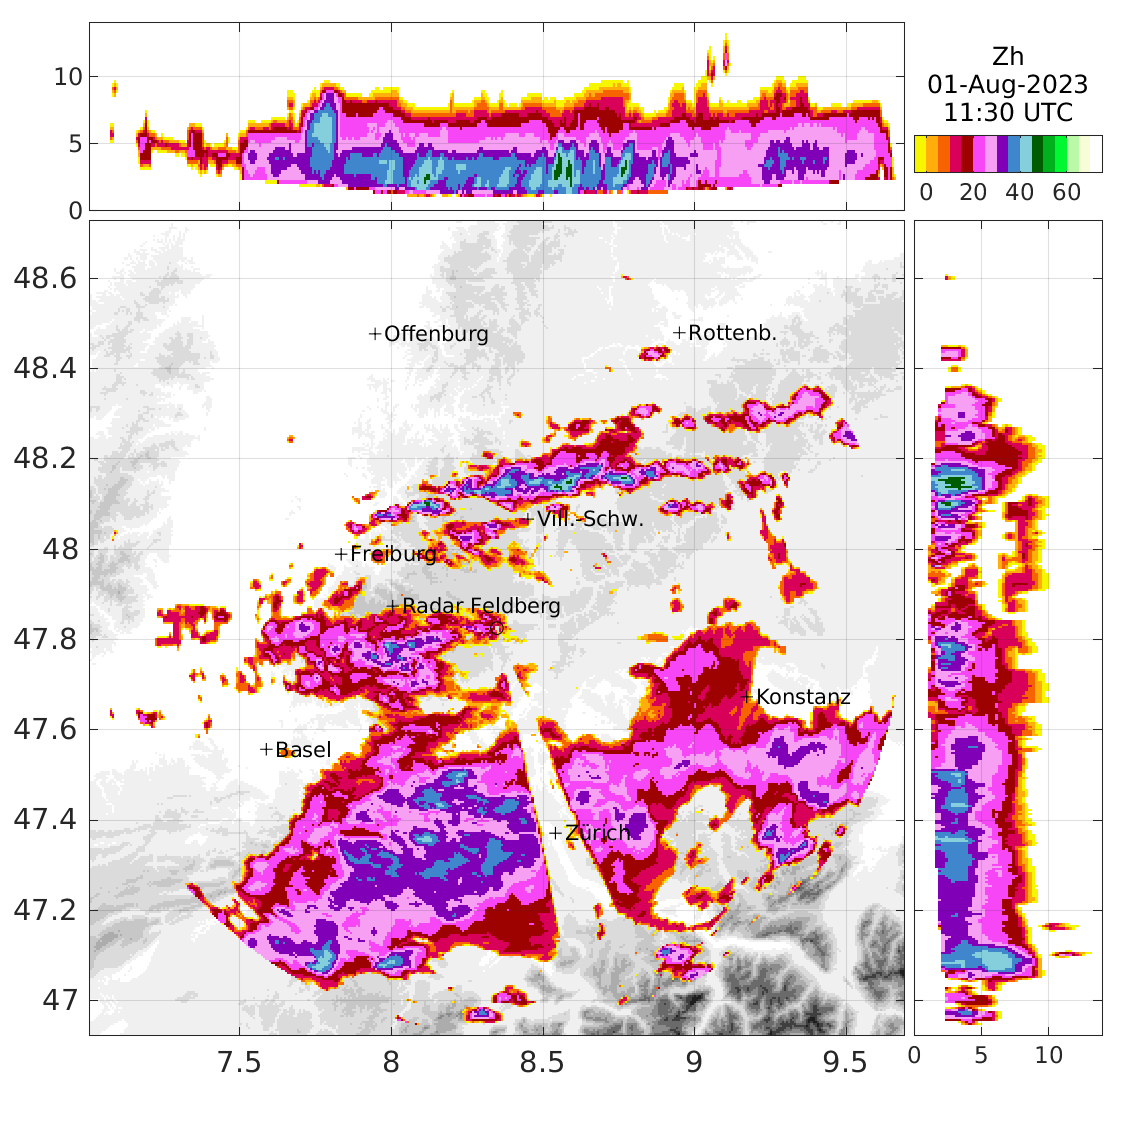 Zh
01-Aug-2023
11:30 UTC
0 20 40 60
10
5
0
48.6
48.4
48.2
48
47.8
47.6
47.4
47.2
47
+Offenburg
+Rottenb.
+Vill.-Schw.
+Freiburg
+Radar Feldberg
+Konstanz
+Basel
+Zürich
7.5 8 8.5 9 9.5
0 5 10